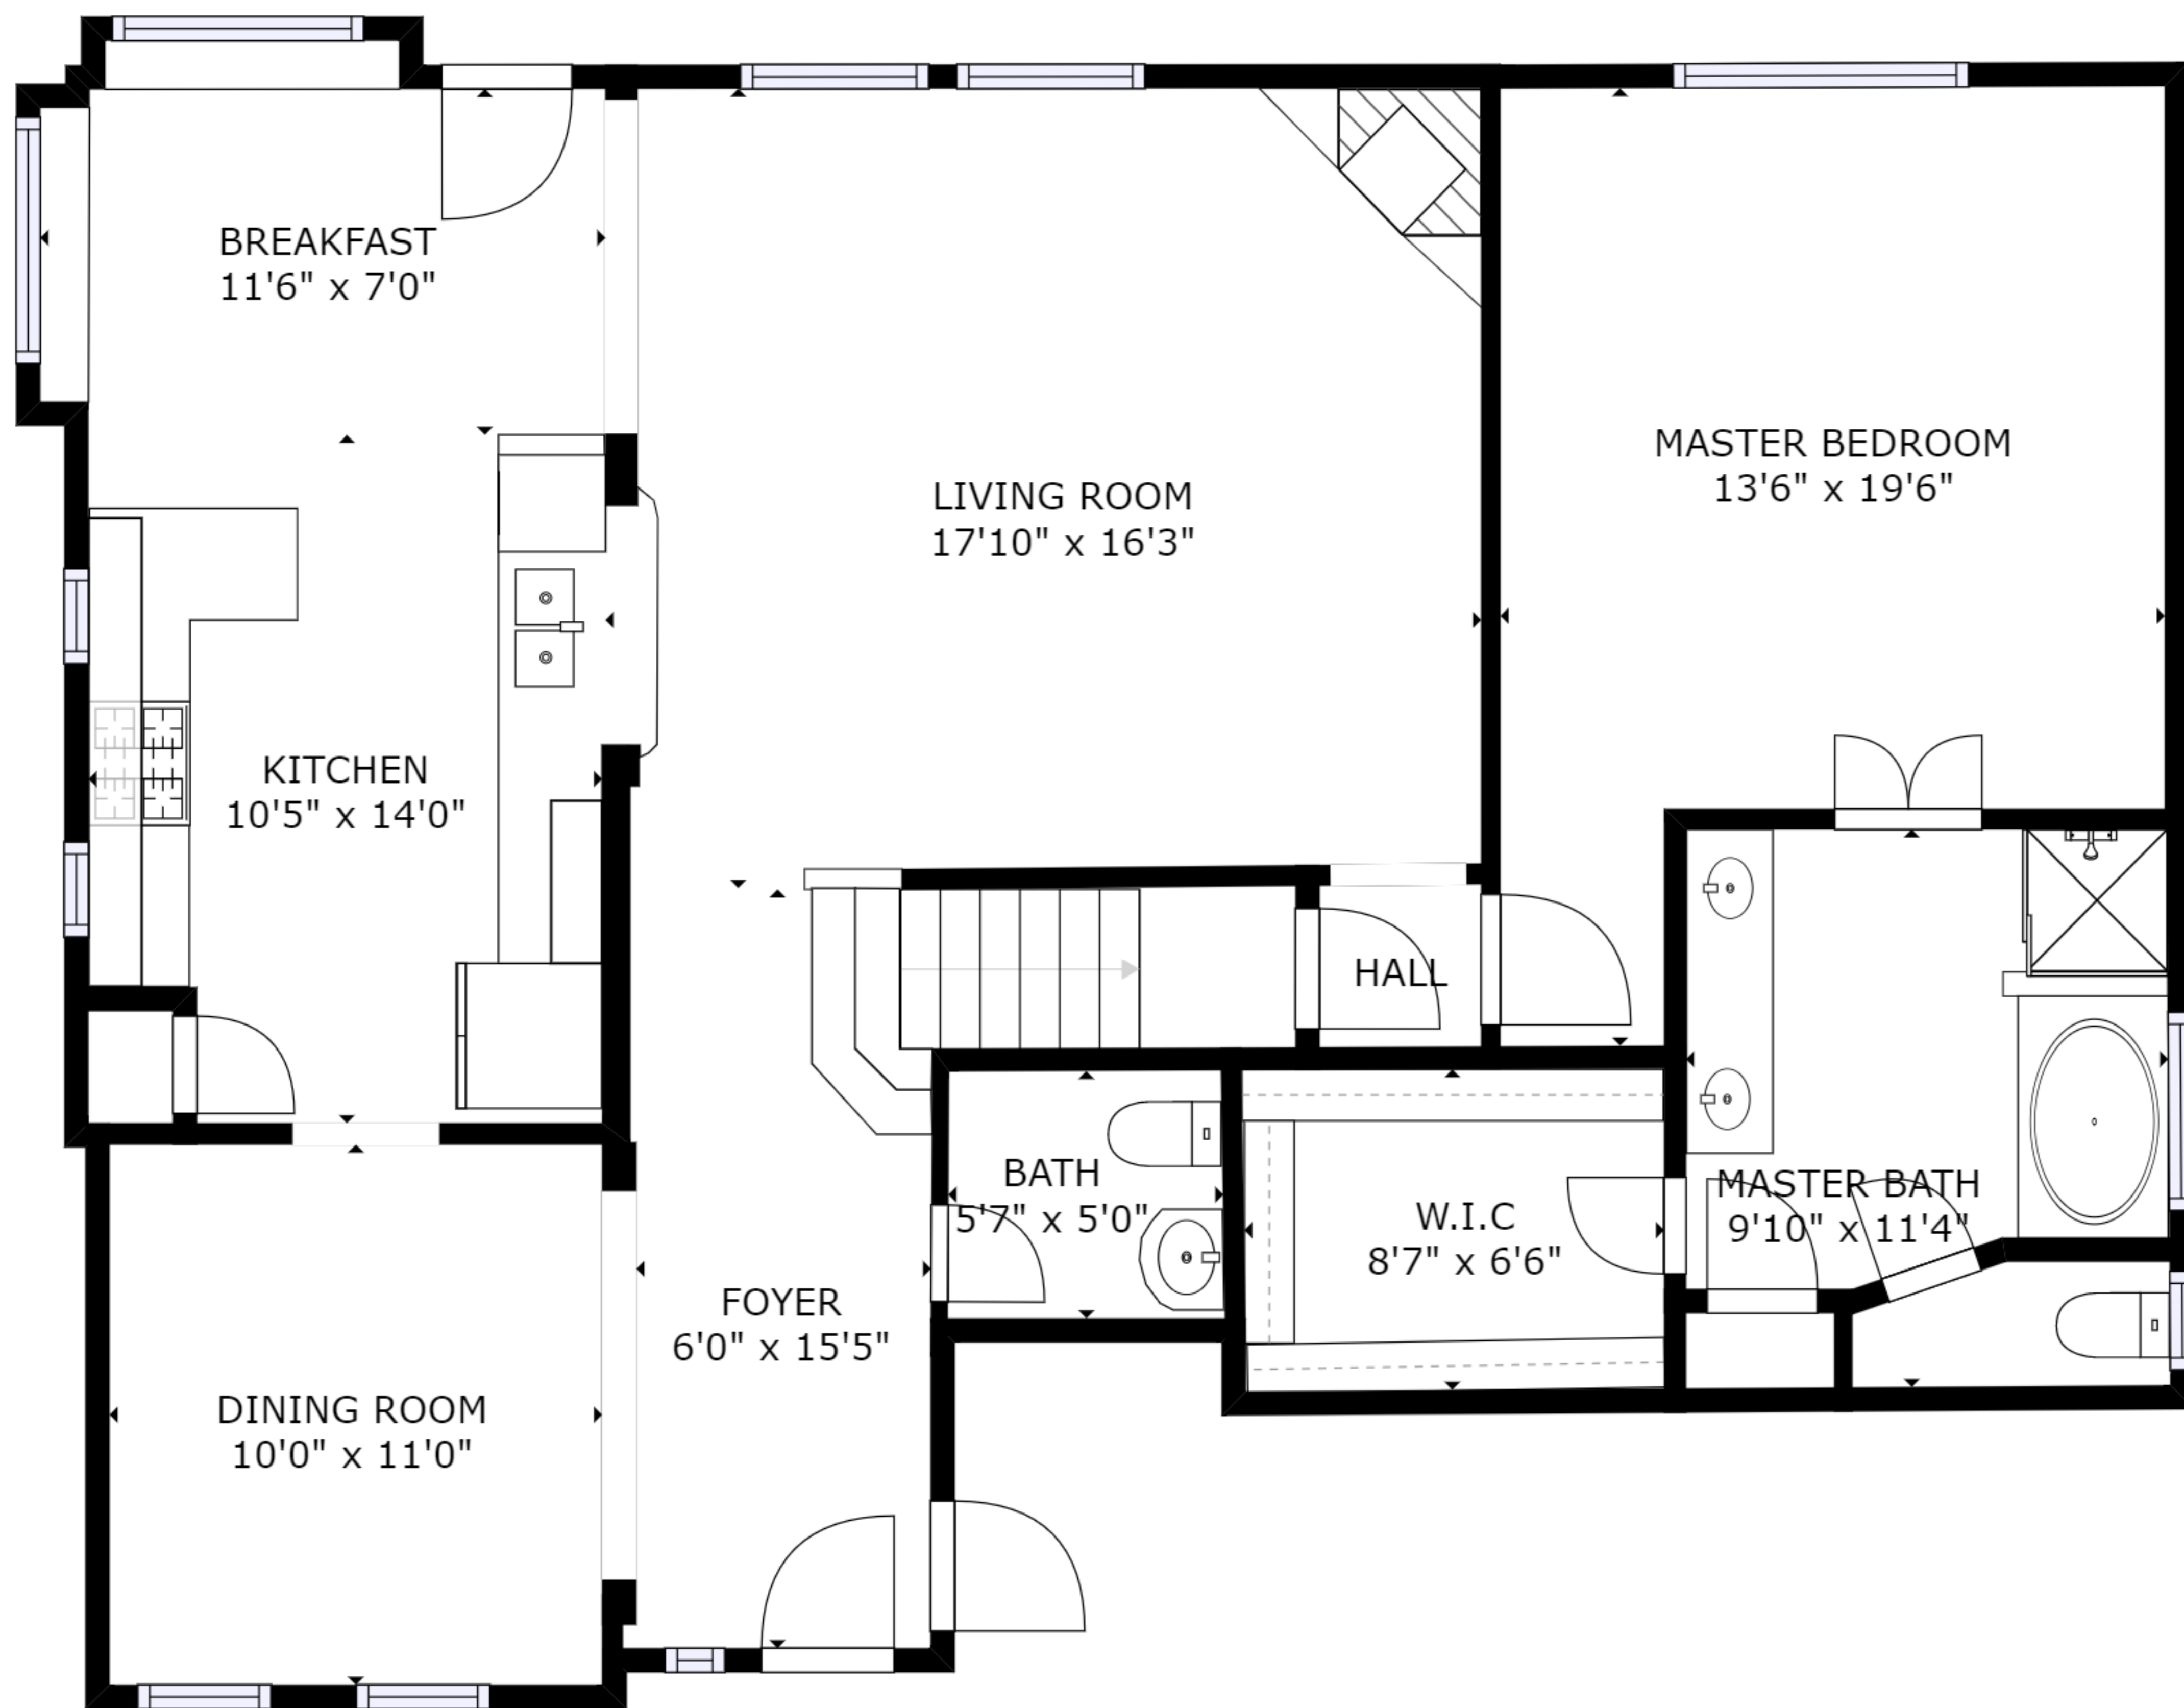 BREAKFAST
11'6" x 7'0"
MASTER BEDROOM
13'6" x 19'6"
LIVING ROOM
17'10" x 16'3"
KITCHEN
10'5" x 14'0"
HALL
BATH
5'7" x 5'0"
MASTER BATH
9'10" x 11'4"
W.I.C
8'7" x 6'6"
FOYER
6'0" x 15'5"
DINING ROOM
10'0" x 11'0"